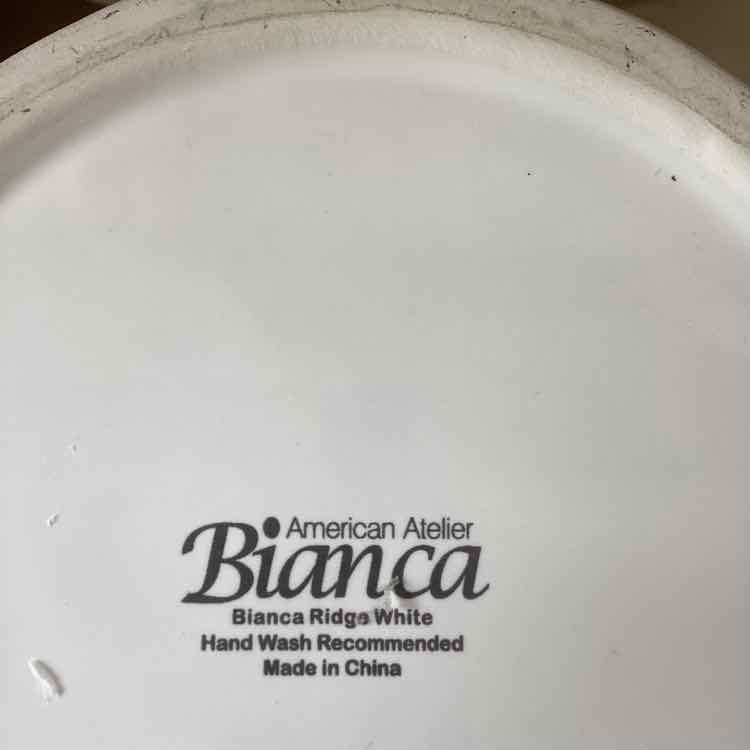 American Atelier
Bianca
Bianca Ridge White
Hand Wash Recommended
Made in China